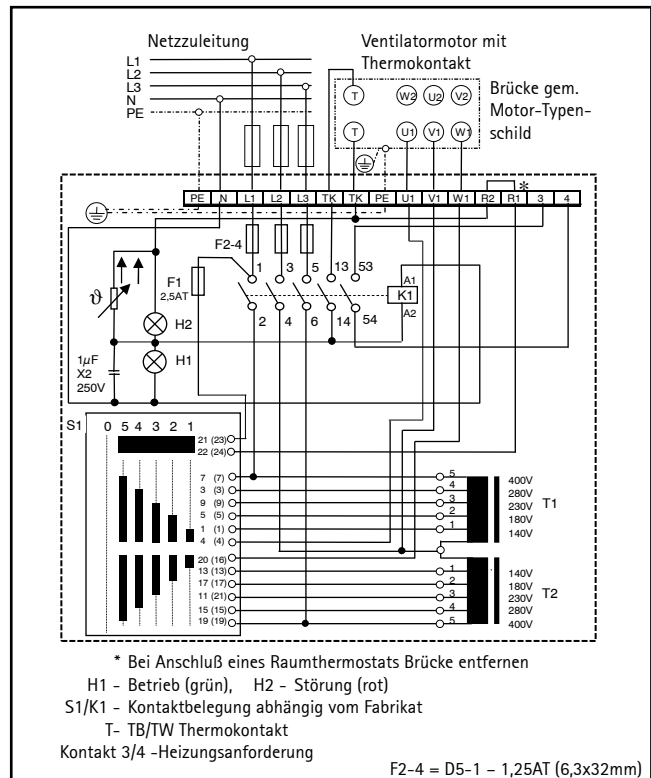 Netzzuleitung
Ventilatormotor mit
Thermokontakt
L1
L2
L3
N
PE
T W2 U2 V2
T U1 V1 W1
Brücke gem.
Motor-Typen-
schild
*
PE N L1 L2 L3 TK TK PE U1 V1 W1 R2 R1 3 4
F2-4
F1
2,5AT
1 3 5 13 53
2 4 6 14 54
A1
K1
A2
ϑ
H2
H1
1µF
X2
250V
S1 0 5 4 3 2 1
21 (23)
22 (24)
7 (7)
3 (3)
9 (9)
5 (5)
1 (1)
4 (4)
20 (16)
13 (13)
17 (17)
11 (21)
15 (15)
19 (19)
5 400V
4 280V
3 230V
2 180V
1 140V
T1
1 140V
2 180V
3 230V
4 280V
5 400V
T2
* Bei Anschluß eines Raumthermostats Brücke entfernen
H1 - Betrieb (grün), H2 - Störung (rot)
S1/K1 - Kontaktbelegung abhängig vom Fabrikat
T- TB/TW Thermokontakt
Kontakt 3/4 -Heizungsanforderung
F2-4 = D5-1 – 1,25AT (6,3x32mm)